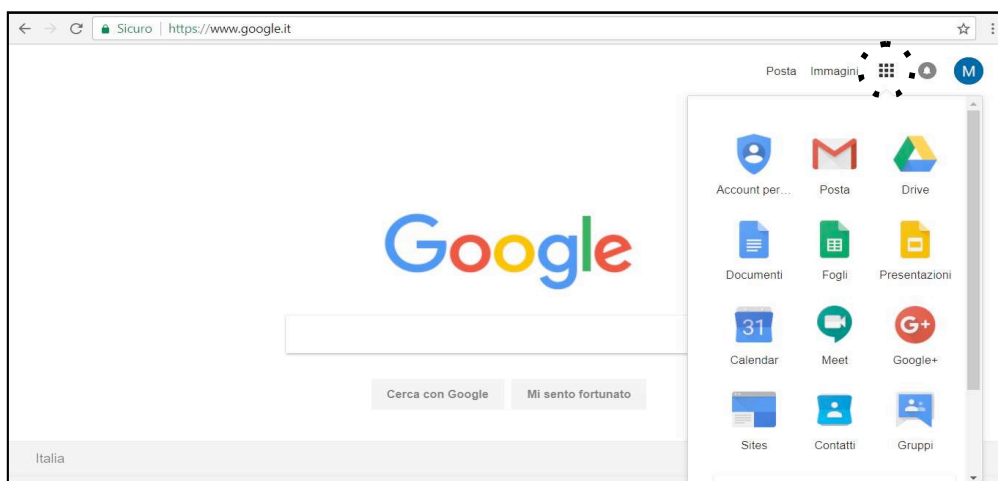 Sicuro | https://www.google.it
Posta Immagini M
Account per... Posta Drive
Google
Documenti Fogli Presentazioni
31 G+
Calendar Meet Google+
Cerca con Google Mi sento fortunato
Sites Contatti Gruppi
Italia